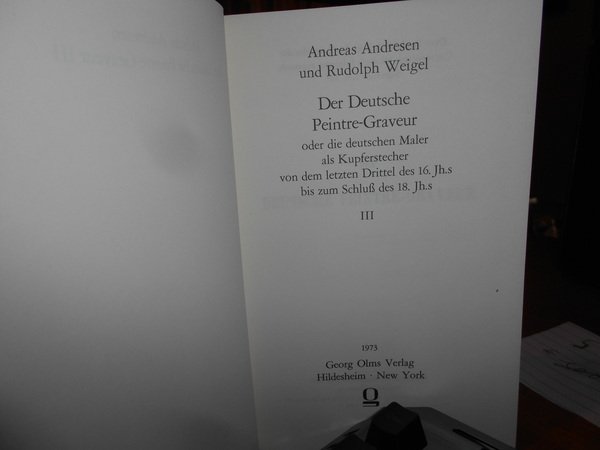 Andreas Andresen
und Rudolph Weigel
Der Deutsche
Peintre-Graveur
oder die deutschen Maler
als Kupferstecher
von dem letzten Drittel des 16. Jh.s
bis zum Schluß des 18. Jh.s
III
1973
Georg Olms Verlag
Hildesheim · New York